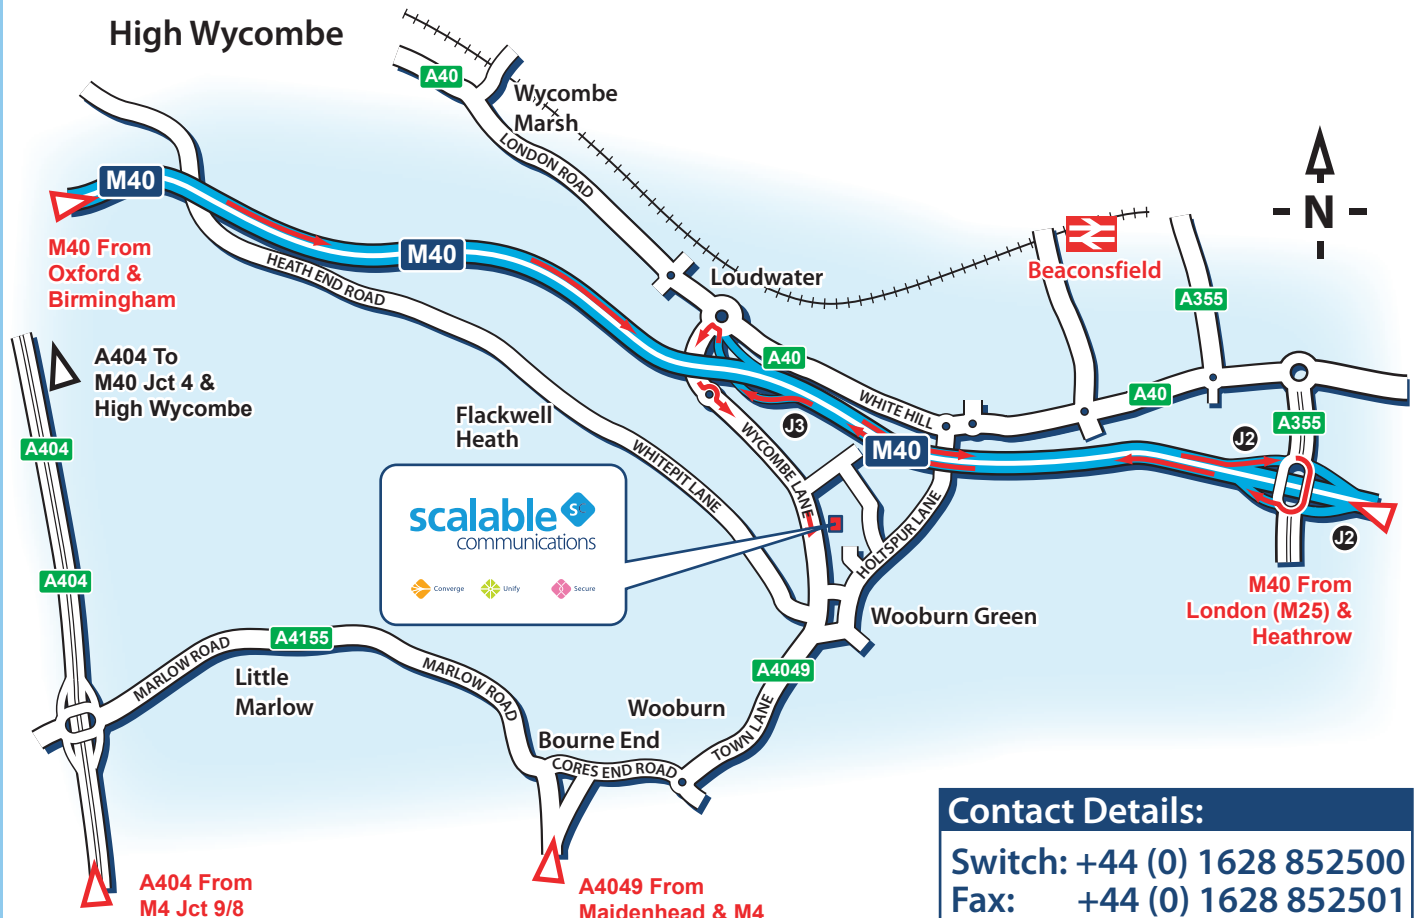 High Wycombe
A40
Wycombe
Marsh
LONDON ROAD
M40
M40 From
Oxford &
Birmingham
HEATH END ROAD
M40
Loudwater
N
Beaconsfield
A355
A404 To
M40 Jct 4 &
High Wycombe
A40
WHITE HILL
A40
A355
A404
Flackwell
Heath
WHITEPIT LANE
WYCOMBE LANE
J3
M40
J2
J2
HOLTSPUR LANE
scalable
SC
communications
Converge
Unify
Secure
A404
M40 From
London (M25) &
Heathrow
Wooburn Green
A4155
MARLOW ROAD
Little
Marlow
MARLOW ROAD
A4049
Wooburn
TOWN LANE
Bourne End
CORES END ROAD
A404 From
M4 Jct 9/8
A4049 From
Maidenhead & M4
Contact Details:
Switch: +44 (0) 1628 852500
Fax: +44 (0) 1628 852501